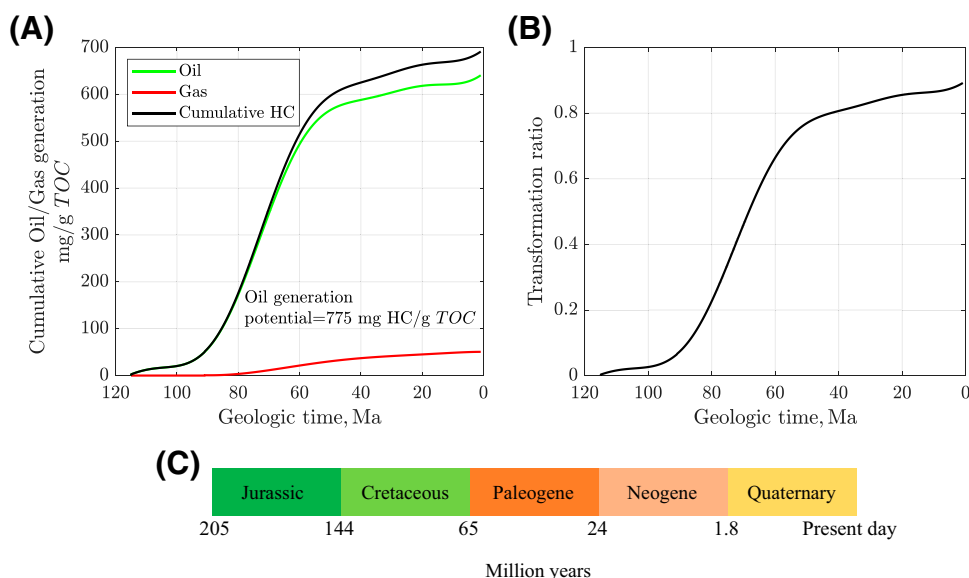 (A)
Cumulative Oil/Gas generation
mg/g TOC
700
600
500
400
300
200
100
0
Oil
Gas
Cumulative HC
Oil generation
potential=775 mg HC/g TOC
120 100 80 60 40 20 0
Geologic time, Ma
(B)
Transformation ratio
1
0.8
0.6
0.4
0.2
0
120 100 80 60 40 20 0
Geologic time, Ma
(C)
Jurassic Cretaceous Paleogene Neogene Quaternary
205 144 65 24 1.8 Present day
Million years